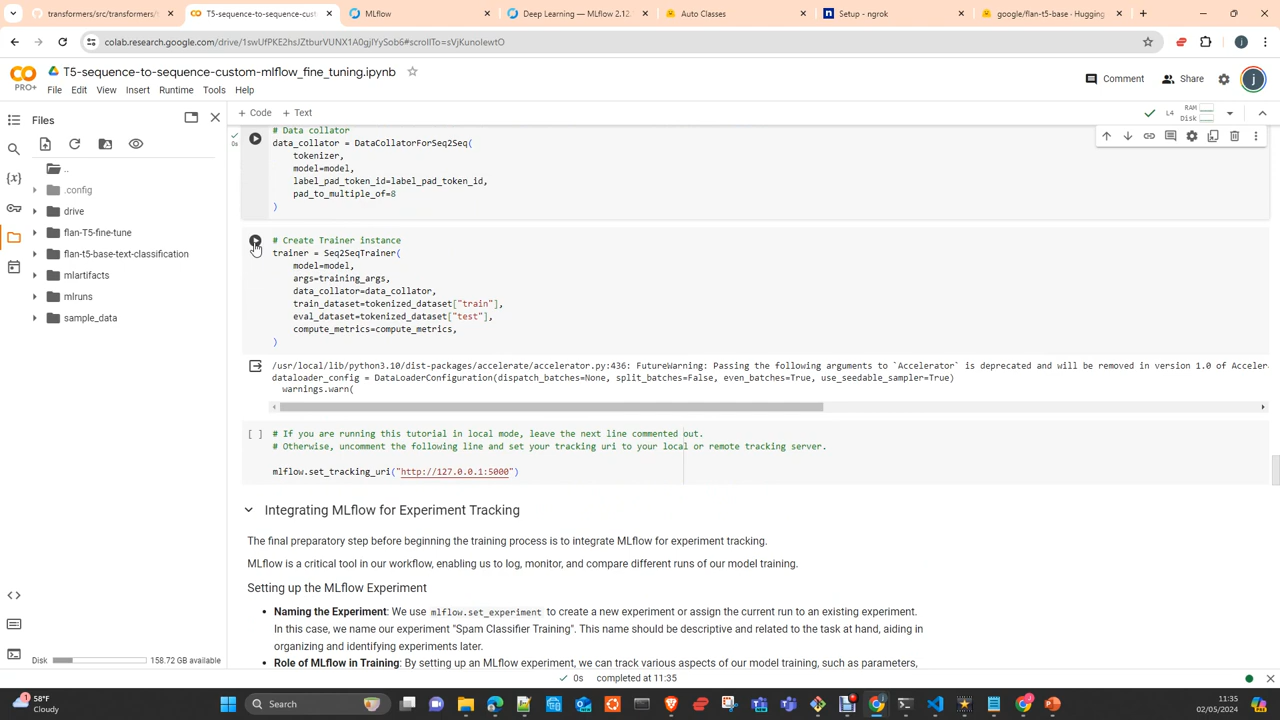 transformers/src/transformers/
T5-sequence-to-sequence-cust
MLflow
Deep Learning — MLflow 2.12.
Auto Classes
Setup - ngrok
google/flan-t5-base · Hugging
colab.research.google.com/drive/1swUfPKE2hsJZtburVUNX1A0gjlYySob6#scrollTo=sVjKunolewtO
PRO+
T5-sequence-to-sequence-custom-mlflow_fine_tuning.ipynb
File Edit View Insert Runtime Tools Help
Comment
Share
Files
+ Code + Text
L4
RAM
Disk
..
.config
drive
flan-T5-fine-tune
flan-t5-base-text-classification
mlartifacts
mlruns
sample_data
0s
# Data collator
data_collator = DataCollatorForSeq2Seq(
tokenizer,
model=model,
label_pad_token_id=label_pad_token_id,
pad_to_multiple_of=8
)
# Create Trainer instance
trainer = Seq2SeqTrainer(
model=model,
args=training_args,
data_collator=data_collator,
train_dataset=tokenized_dataset["train"],
eval_dataset=tokenized_dataset["test"],
compute_metrics=compute_metrics,
)
/usr/local/lib/python3.10/dist-packages/accelerate/accelerator.py:436: FutureWarning: Passing the following arguments to `Accelerator` is deprecated and will be removed in version 1.0 of Acceler
dataloader_config = DataLoaderConfiguration(dispatch_batches=None, split_batches=False, even_batches=True, use_seedable_sampler=True)
warnings.warn(
[ ] # If you are running this tutorial in local mode, leave the next line commented out.
# Otherwise, uncomment the following line and set your tracking uri to your local or remote tracking server.
mlflow.set_tracking_uri("http://127.0.0.1:5000")
Integrating MLflow for Experiment Tracking
The final preparatory step before beginning the training process is to integrate MLflow for experiment tracking.
MLflow is a critical tool in our workflow, enabling us to log, monitor, and compare different runs of our model training.
Setting up the MLflow Experiment
• Naming the Experiment: We use mlflow.set_experiment to create a new experiment or assign the current run to an existing experiment.
In this case, we name our experiment "Spam Classifier Training". This name should be descriptive and related to the task at hand, aiding in
organizing and identifying experiments later.
• Role of MLflow in Training: By setting up an MLflow experiment, we can track various aspects of our model training, such as parameters,
Disk
158.72 GB available
0s completed at 11:35
58°F
Cloudy
Search
11:35
02/05/2024